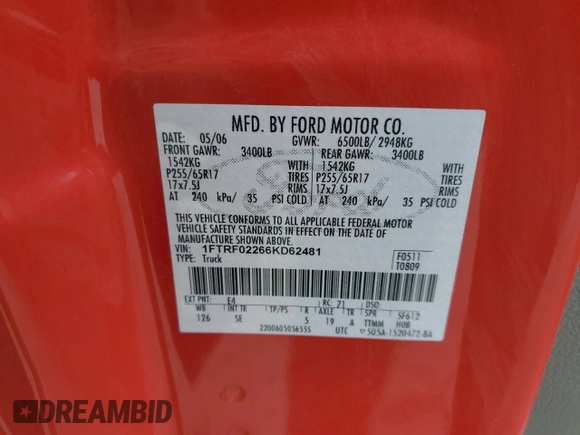 MFD. BY FORD MOTOR CO.
DATE: 05/06 GVWR: 6500LB/ 2948KG
FRONT GAWR: 3400LB REAR GAWR: 3400LB
1542KG WITH 1542KG WITH
P255/65R17 TIRES P255/65R17 TIRES
17x7.5J RIMS 17x7.5J RIMS
AT 240 kPa/ 35 PSI COLD AT 240 kPa/ 35 PSI COLD
THIS VEHICLE CONFORMS TO ALL APPLICABLE FEDERAL MOTOR
VEHICLE SAFETY STANDARDS IN EFFECT ON THE DATE OF
MANUFACTURE SHOWN ABOVE.
VIN: 1FTRF02266KD62481 F0511
TYPE: Truck T0809
EXT PNT: E4 RC: 71 DSO:
WB INT TR TP/PS R AXLE TR SPR SF612
126 SE 5 19 A TTMM H0B
2200605056555 UTC 5U5A-1520472-BA
Ford
DREAMBID